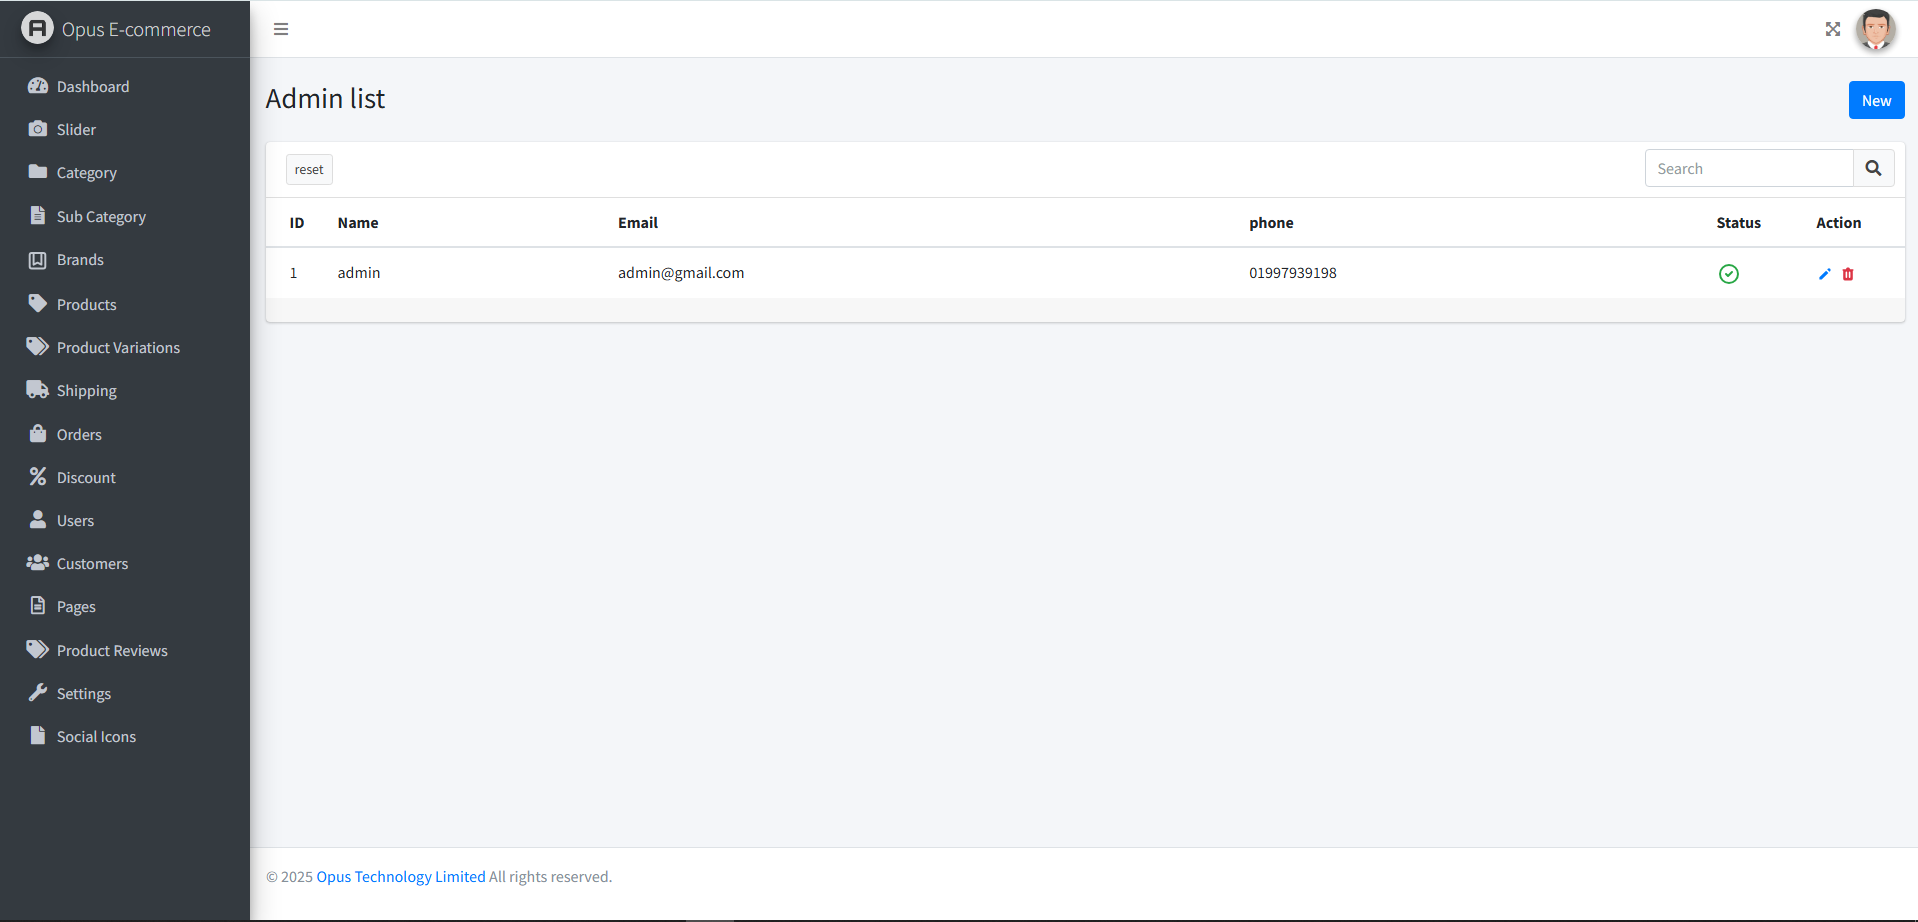 Opus E-commerce
Dashboard
Slider
Category
Sub Category
Brands
Products
Product Variations
Shipping
Orders
Discount
Users
Customers
Pages
Product Reviews
Settings
Social Icons
Admin list
New
reset
Search
ID Name Email phone Status Action
1 admin admin@gmail.com 01997939198
© 2025 Opus Technology Limited All rights reserved.